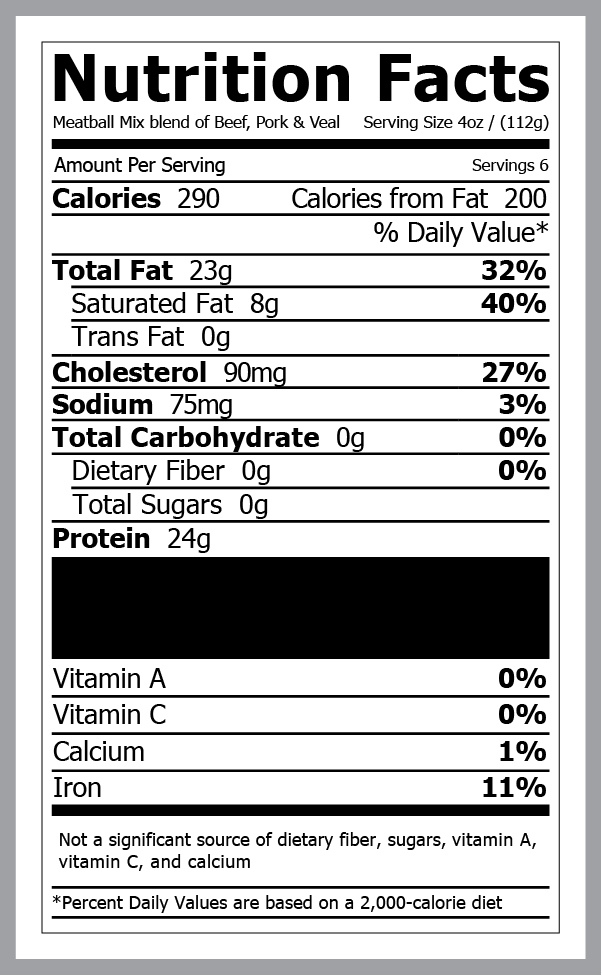 Nutrition Facts
Meatball Mix blend of Beef, Pork & Veal Serving Size 4oz / (112g)
Amount Per Serving Servings 6
Calories 290 Calories from Fat 200
% Daily Value*
Total Fat 23g 32%
Saturated Fat 8g 40%
Trans Fat 0g
Cholesterol 90mg 27%
Sodium 75mg 3%
Total Carbohydrate 0g 0%
Dietary Fiber 0g 0%
Total Sugars 0g
Protein 24g
Vitamin A 0%
Vitamin C 0%
Calcium 1%
Iron 11%
Not a significant source of dietary fiber, sugars, vitamin A,
vitamin C, and calcium
*Percent Daily Values are based on a 2,000-calorie diet